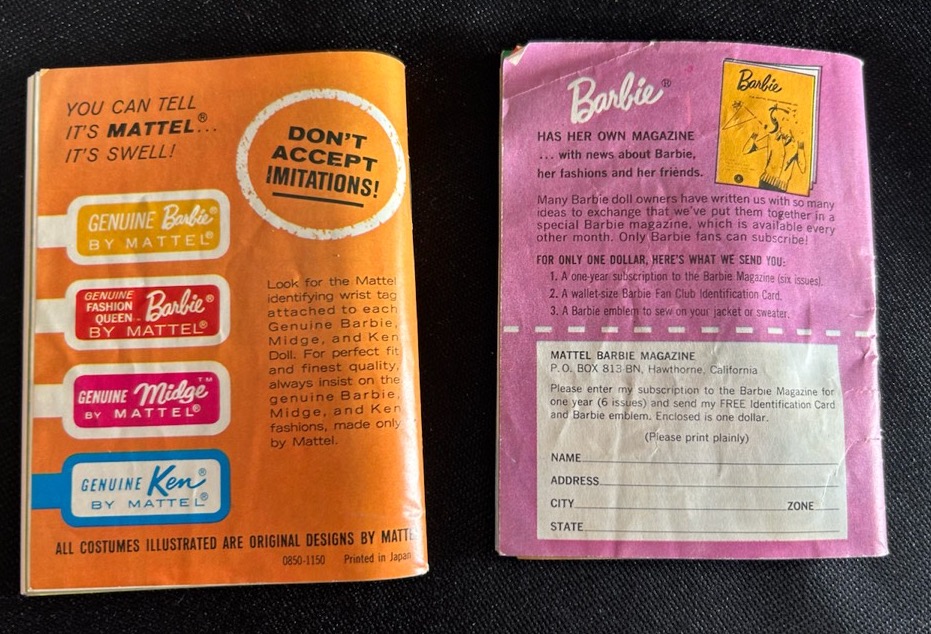 YOU CAN TELL
IT'S MATTEL®...
IT'S SWELL!
DON'T
ACCEPT
IMITATIONS!
GENUINE Barbie®
BY MATTEL®
GENUINE
FASHION
QUEEN Barbie®
BY MATTEL®
GENUINE Midge™
BY MATTEL®
GENUINE Ken®
BY MATTEL®
Look for the Mattel
identifying wrist tag
attached to each
Genuine Barbie,
Midge, and Ken
Doll. For perfect fit
and finest quality,
always insist on the
genuine Barbie,
Midge, and Ken
fashions, made only
by Mattel.
ALL COSTUMES ILLUSTRATED ARE ORIGINAL DESIGNS BY MATTE
0850-1150 Printed in Japan
Barbie®
HAS HER OWN MAGAZINE
... with news about Barbie,
her fashions and her friends.
Barbie
Many Barbie doll owners have written us with so many
ideas to exchange that we've put them together in a
special Barbie magazine, which is available every
other month. Only Barbie fans can subscribe!
FOR ONLY ONE DOLLAR, HERE'S WHAT WE SEND YOU:
1. A one-year subscription to the Barbie Magazine (six issues).
2. A wallet-size Barbie Fan Club Identification Card.
3. A Barbie emblem to sew on your jacket or sweater.
MATTEL BARBIE MAGAZINE
P.O. BOX 813 BN, Hawthorne, California
Please enter my subscription to the Barbie Magazine for
one year (6 issues) and send my FREE Identification Card
and Barbie emblem. Enclosed is one dollar.
(Please print plainly)
NAME
ADDRESS
CITY ZONE
STATE